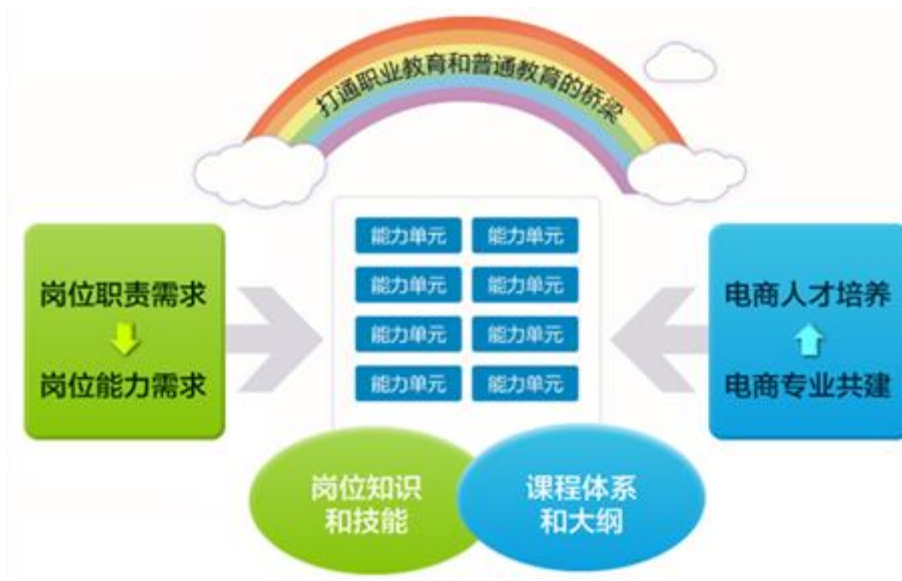 打通职业教育和普通教育的桥梁
岗位职责需求
岗位能力需求
能力单元 能力单元
能力单元 能力单元
能力单元 能力单元
能力单元 能力单元
电商人才培养
电商专业共建
岗位知识
和技能
课程体系
和大纲